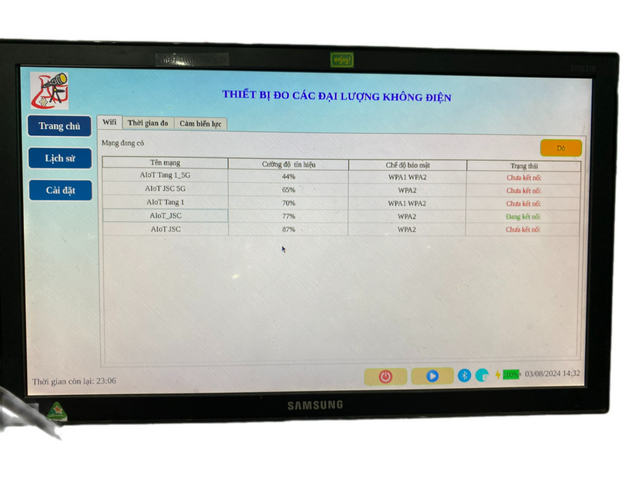 enjoy!
THIẾT BỊ ĐO CÁC ĐẠI LƯỢNG KHÔNG ĐIỆN
Trang chủ
Lịch sử
Cài đặt
Wifi Thời gian đo Cảm biến lực
Mạng đang có
Dò
Tên mạng Cường độ tín hiệu Chế độ bảo mật Trạng thái
AIoT Tang 1_5G 44% WPA1 WPA2 Chưa kết nối
AIoT JSC 5G 65% WPA2 Chưa kết nối
AIoT Tang 1 70% WPA1 WPA2 Chưa kết nối
AIoT_JSC 77% WPA2 Đang kết nối
AIoT JSC 87% WPA2 Chưa kết nối
Thời gian còn lại: 23:06
100% 03/08/2024 14:32
SAMSUNG